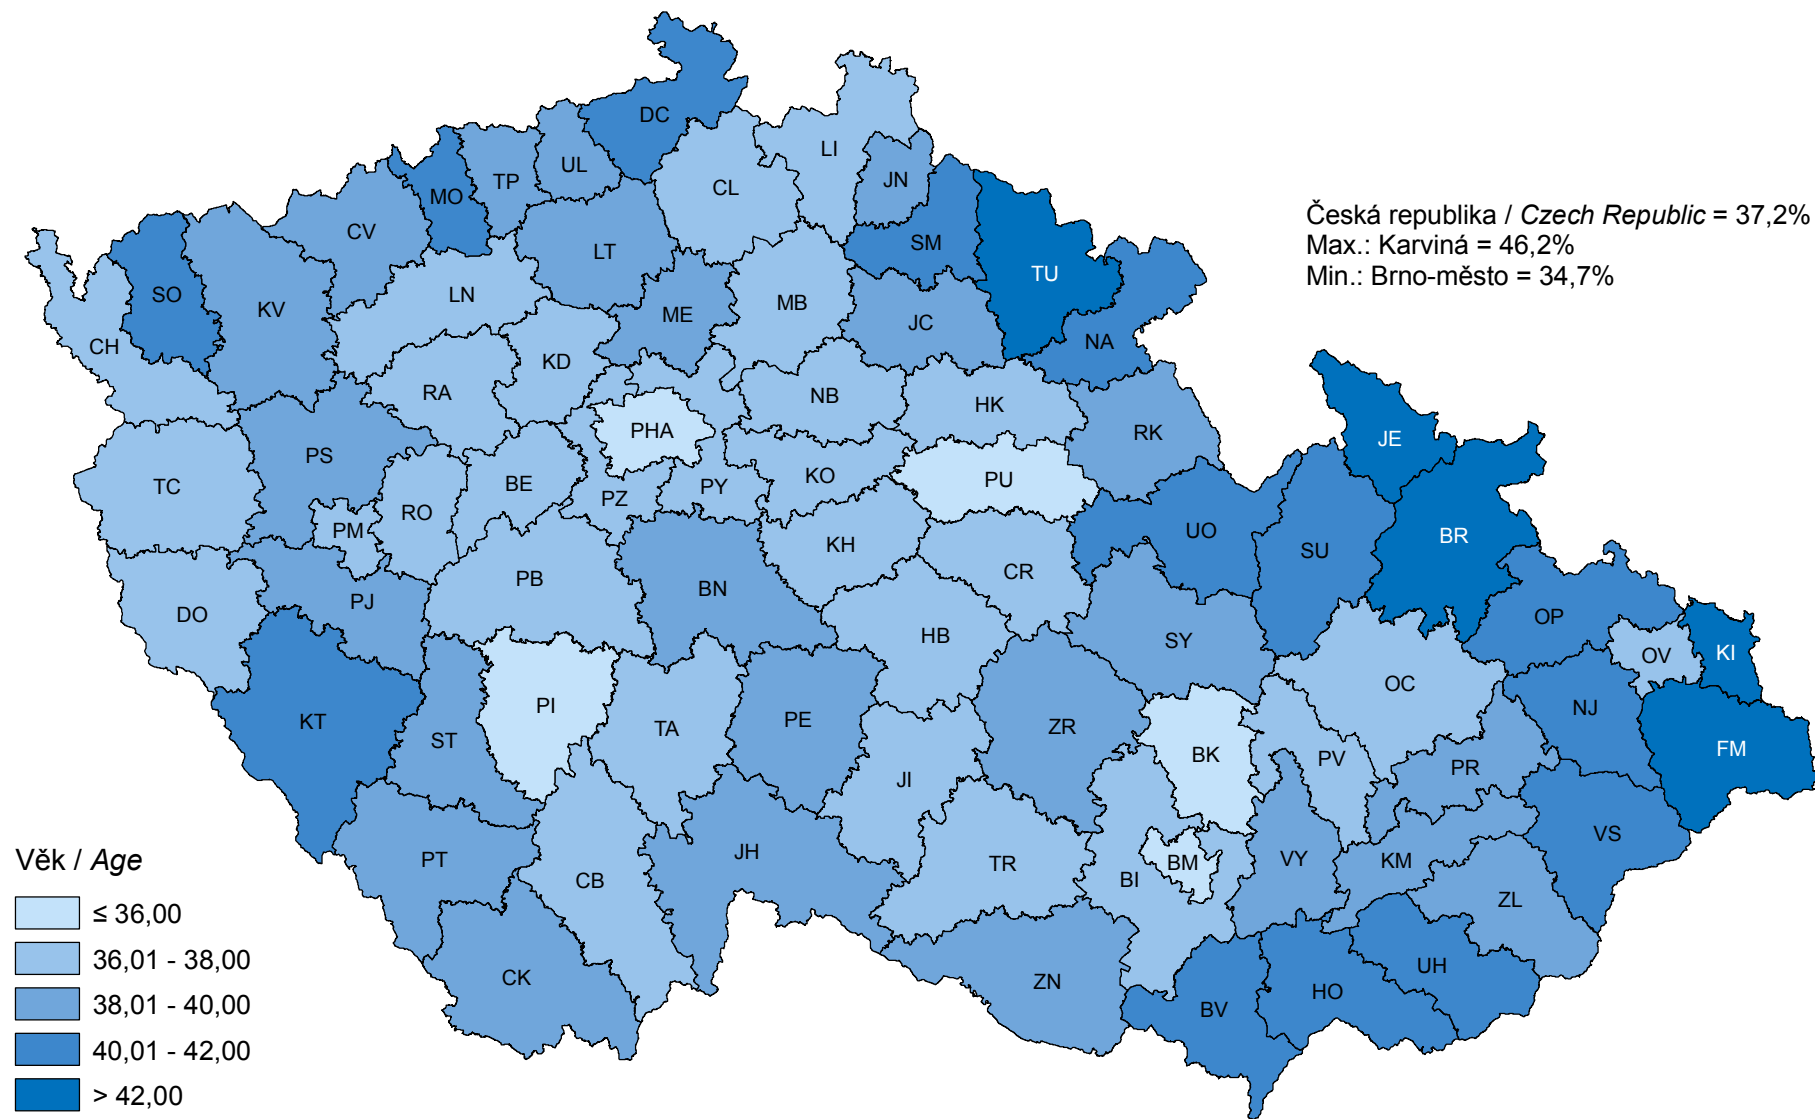 DC
LI
UL
TP
CL
JN
MO
CV
LT
SM
TU
Česká republika / Czech Republic = 37,2%
Max.: Karviná = 46,2%
Min.: Brno-město = 34,7%
SO
KV
LN
ME
MB
JC
NA
CH
KD
RA
NB
HK
PHA
RK
JE
PS
TC
BE
PZ
PY
KO
PU
RO
PM
UO
SU
BR
KH
CR
PB
BN
PJ
DO
HB
SY
OP
OV
KI
OC
KT
ST
PI
TA
PE
ZR
NJ
FM
BK
PV
PR
JI
VS
PT
CB
JH
TR
BI
BM
VY
KM
ZL
CK
ZN
BV
HO
UH
Věk / Age
≤ 36,00
36,01 - 38,00
38,01 - 40,00
40,01 - 42,00
> 42,00